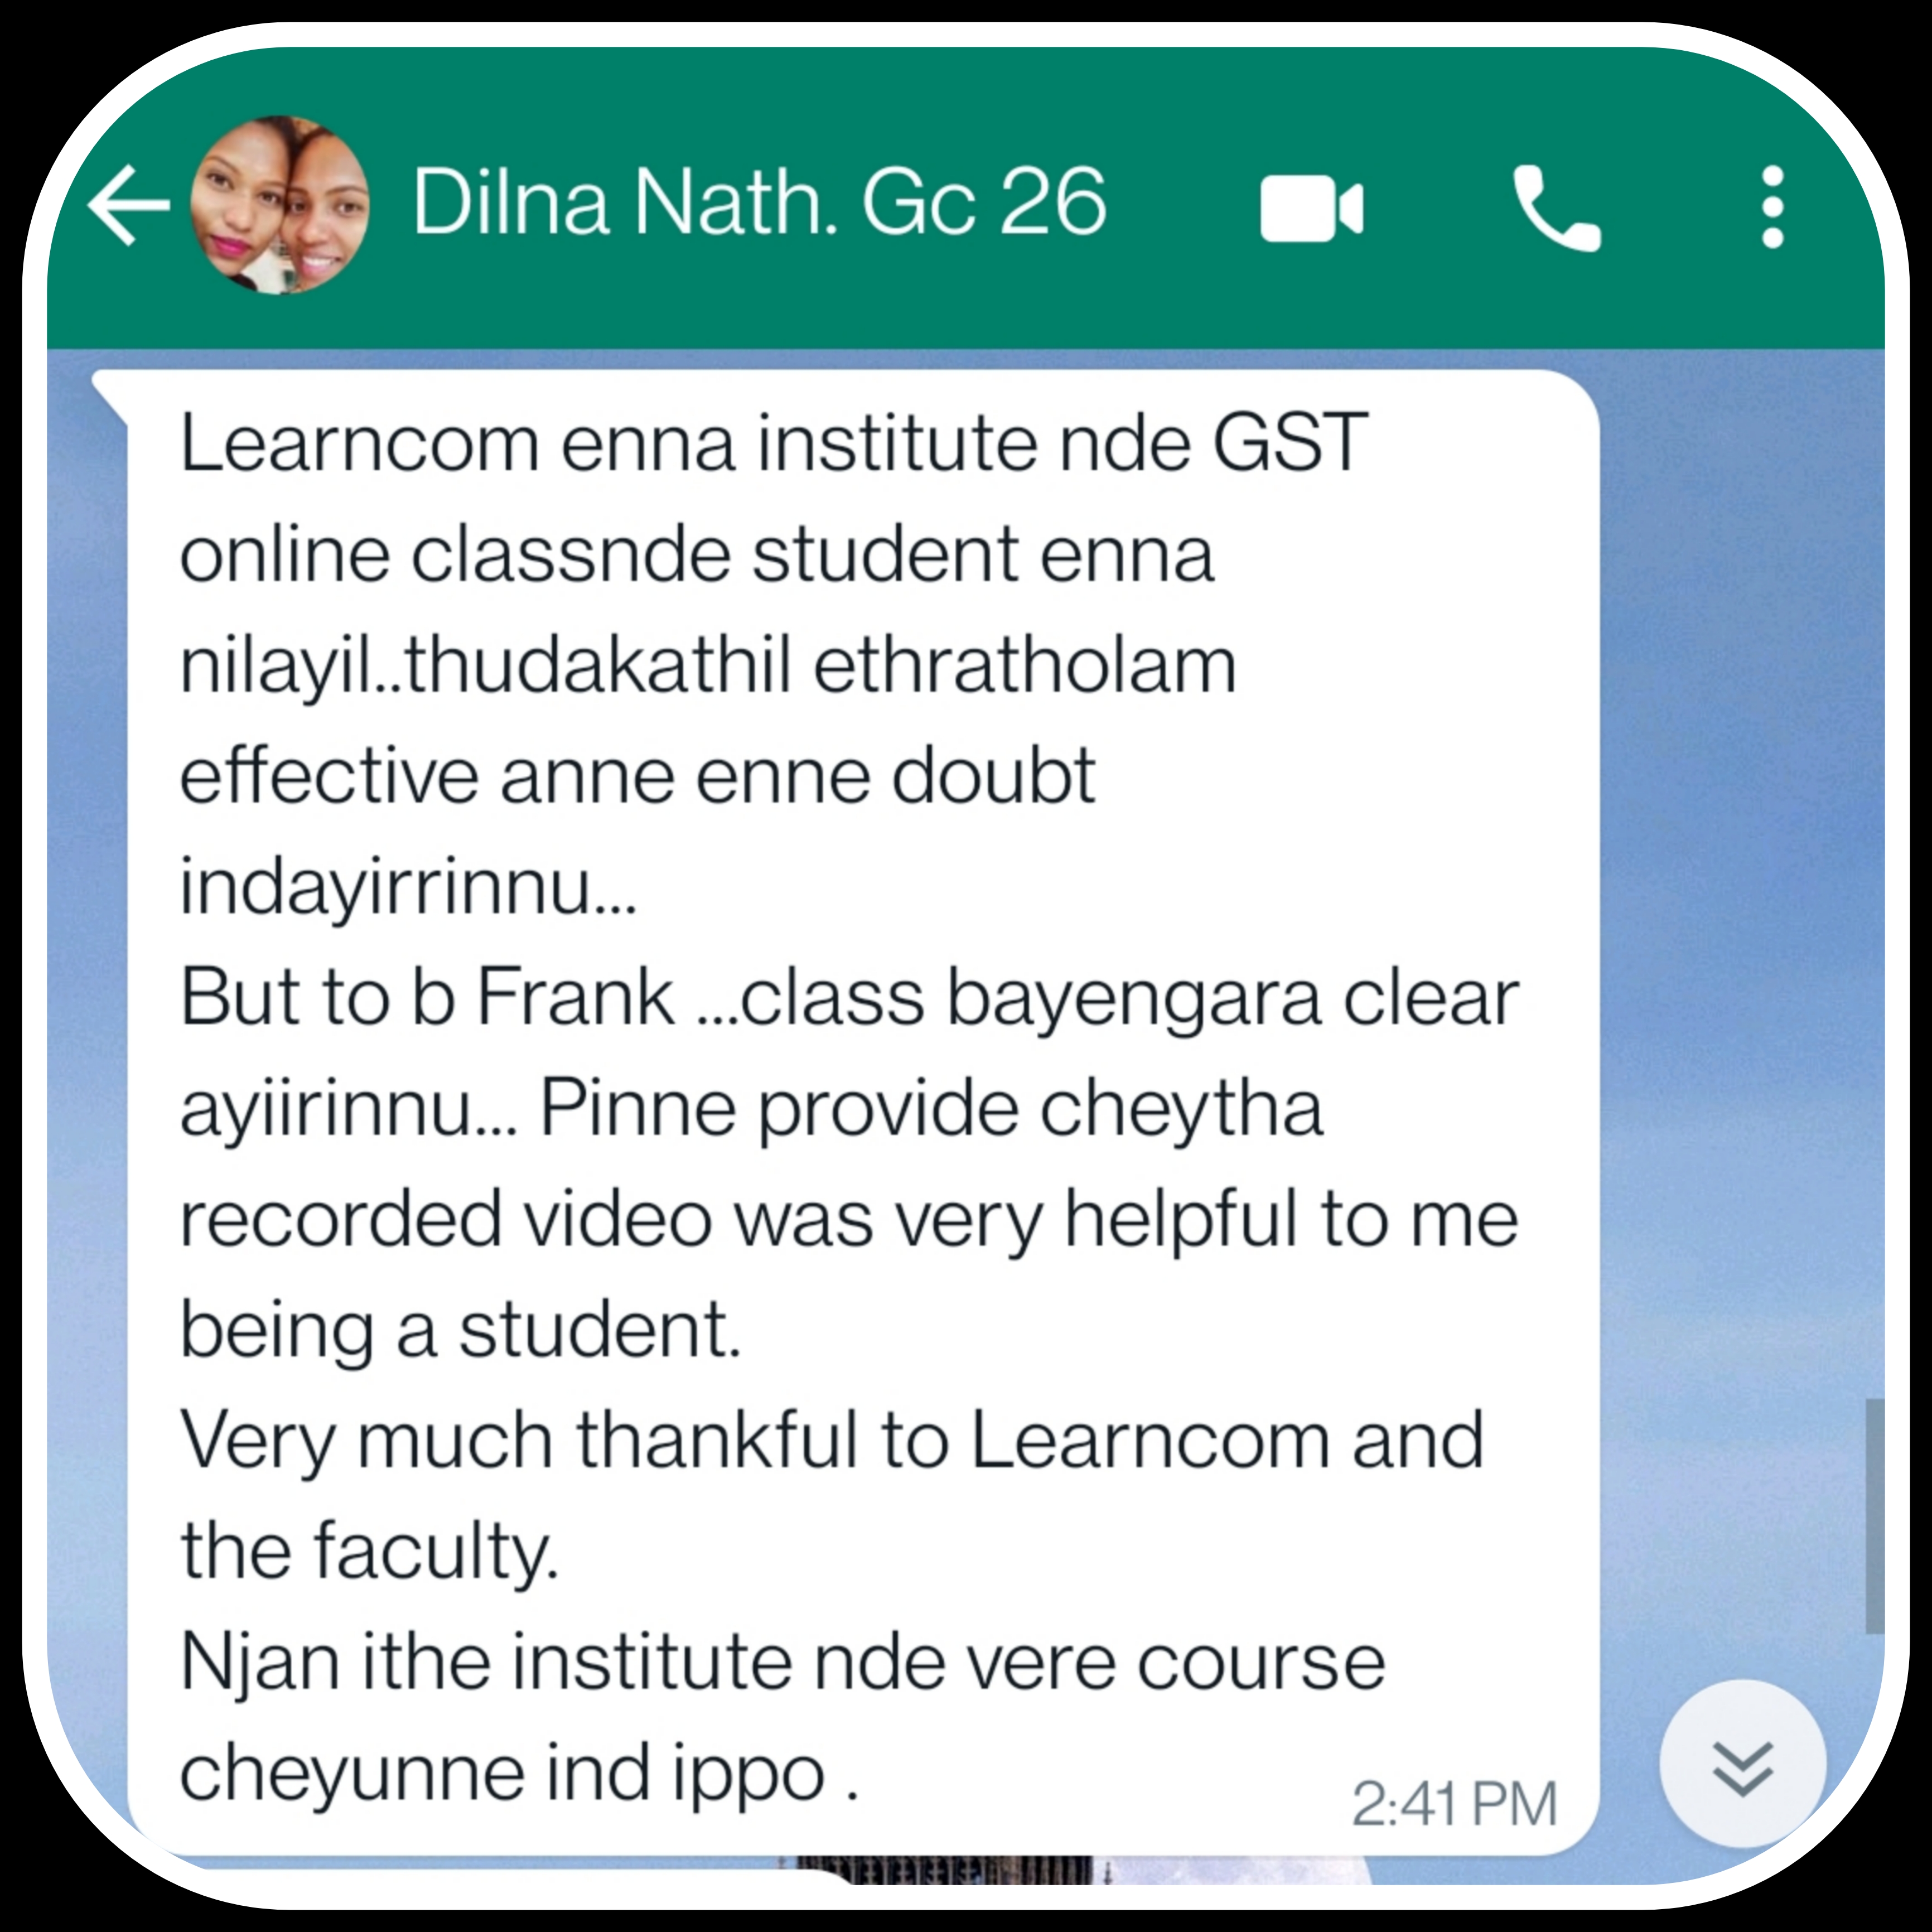 Dilna Nath. Gc 26
Learncom enna institute nde GST
online classnde student enna
nilayil..thudakathil ethratholam
effective anne enne doubt
indayirrinnu...
But to b Frank ...class bayengara clear
ayiirinnu... Pinne provide cheytha
recorded video was very helpful to me
being a student.
Very much thankful to Learncom and
the faculty.
Njan ithe institute nde vere course
cheyunne ind ippo .
2:41 PM